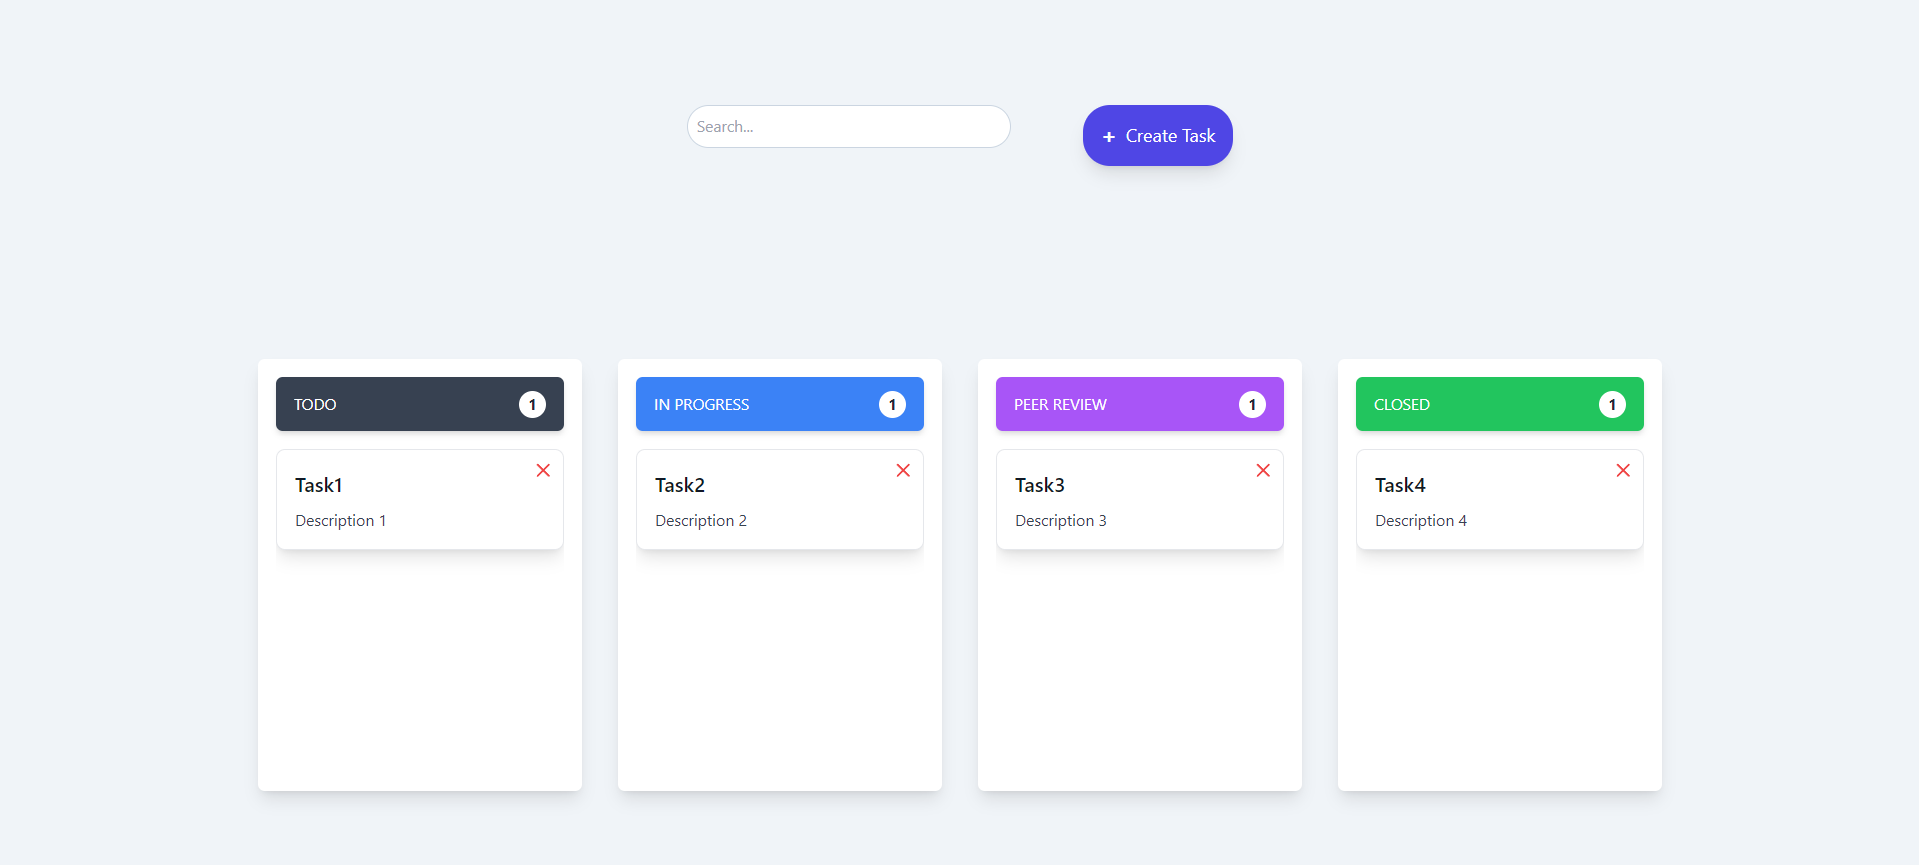 Search...
+ Create Task
TODO 1
IN PROGRESS 1
PEER REVIEW 1
CLOSED 1
Task1
Description 1
Task2
Description 2
Task3
Description 3
Task4
Description 4